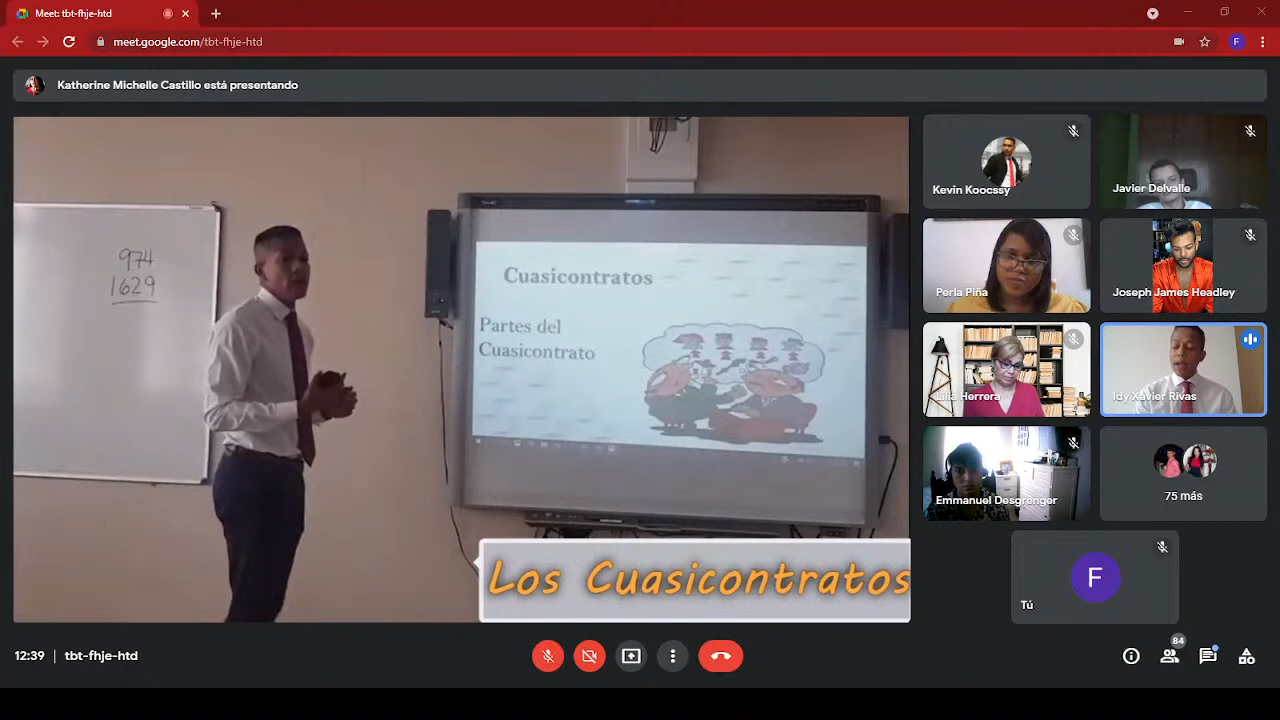 Meet: tbt-fhje-htd
meet.google.com/tbt-fhje-htd
F
Katherine Michelle Castillo está presentando
974
1629
Cuasicontratos
Partes del
Cuasicontrato
Los Cuasicontratos
Kevin Koocssy
Javier Delvalle
Perla Piña
Joseph James Headley
Lilia Herrera
Idy Xavier Rivas
Emmanuel Desgrenger
75 más
F
Tú
12:39 | tbt-fhje-htd
84